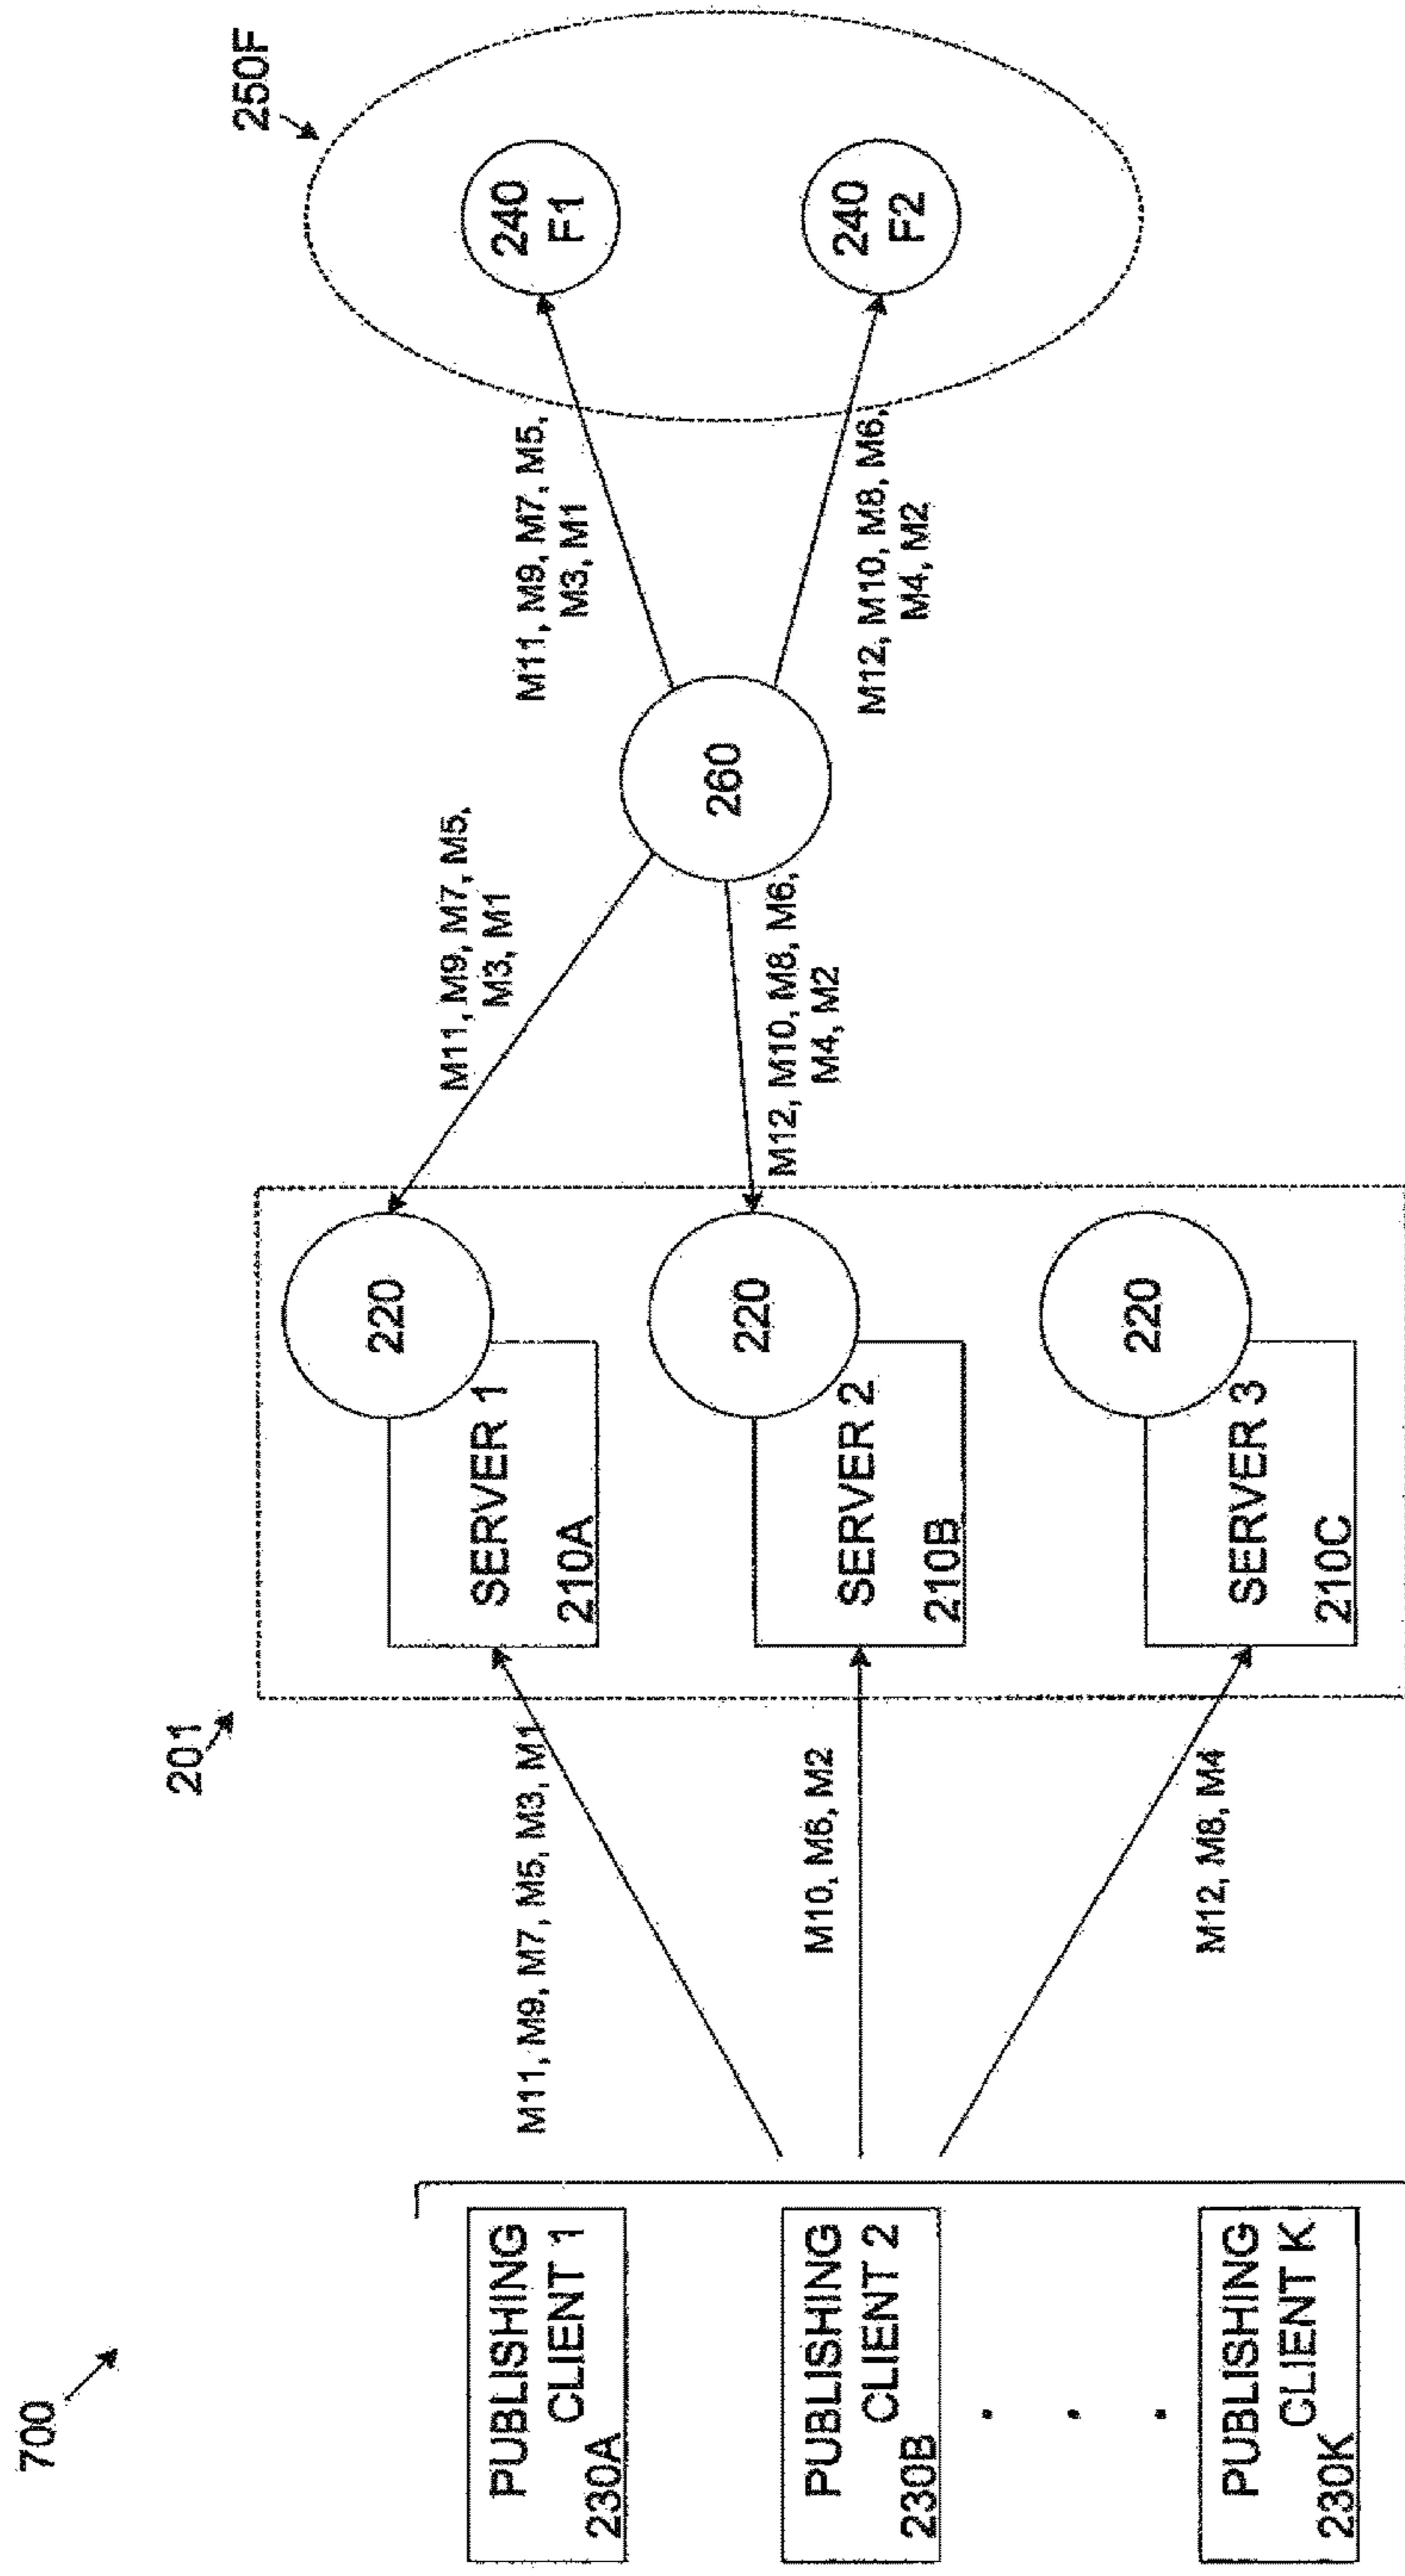 700
PUBLISHING
CLIENT 1
230A
PUBLISHING
CLIENT 2
230B
. . .
PUBLISHING
CLIENT K
230K
M11, M9, M7, M5, M3, M1
M10, M6, M2
M12, M8, M4
201
220
SERVER 1
210A
220
SERVER 2
210B
220
SERVER 3
210C
M11, M9, M7, M5,
M3, M1
M12, M10, M8, M6,
M4, M2
260
M11, M9, M7, M5,
M3, M1
M12, M10, M8, M6,
M4, M2
250F
240
F1
240
F2